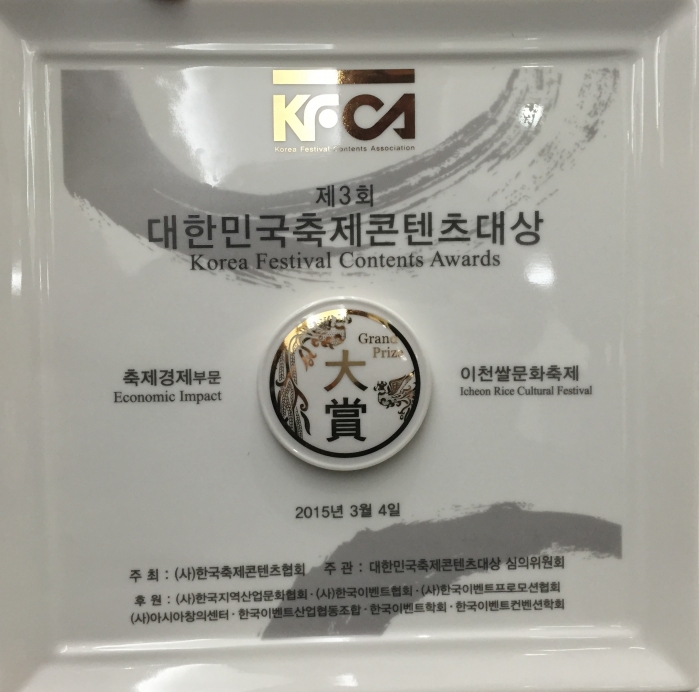 KFCA
Korea Festival Contents Association
제3회
대한민국축제콘텐츠대상
Korea Festival Contents Awards
축제경제부문
Economic Impact
Grand
Prize
大
賞
이천쌀문화축제
Icheon Rice Cultural Festival
2015년 3월 4일
주 최 : (사)한국축제콘텐츠협회 주 관 : 대한민국축제콘텐츠대상 심의위원회
후 원 : (사)한국지역산업문화협회 · (사)한국이벤트협회 · (사)한국이벤트프로모션협회
(사)아시아창의센터 · 한국이벤트산업협동조합 · 한국이벤트학회 · 한국이벤트컨벤션학회